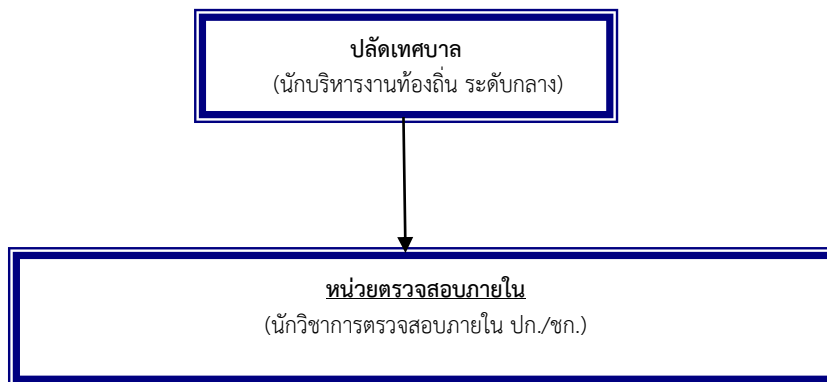 ปลัดเทศบาล
(นักบริหารงานท้องถิ่น ระดับกลาง)
หน่วยตรวจสอบภายใน
(นักวิชาการตรวจสอบภายใน ปก./ชก.)